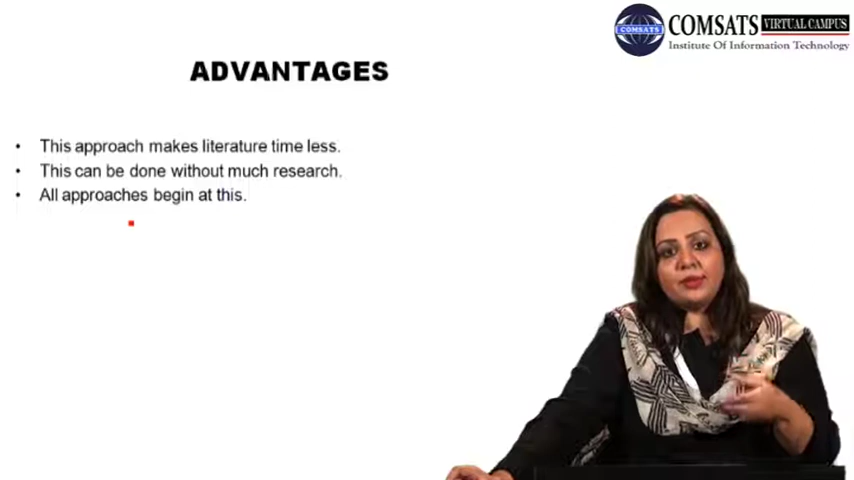 COMSATS VIRTUAL CAMPUS
COMSATS Institute Of Information Technology
ADVANTAGES
• This approach makes literature time less.
• This can be done without much research.
• All approaches begin at this.